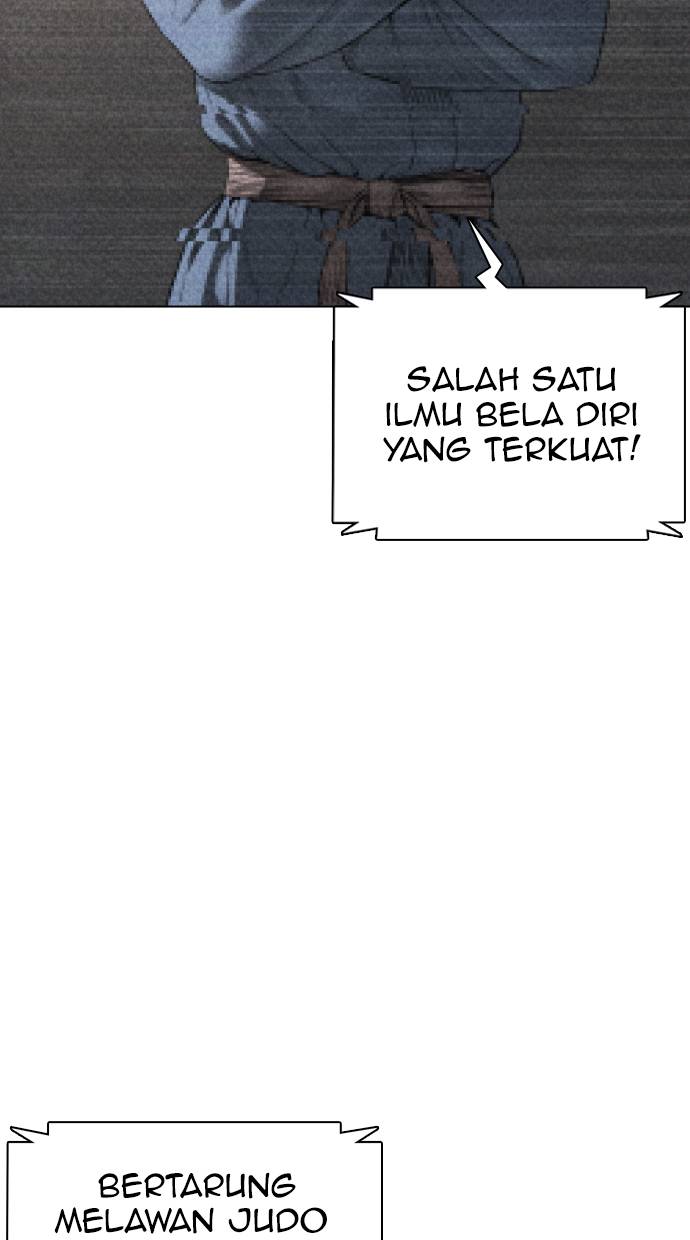 SALAH SATU
ILMU BELA DIRI
YANG TERKUAT!
BERTARUNG
MELAWAN JUDO